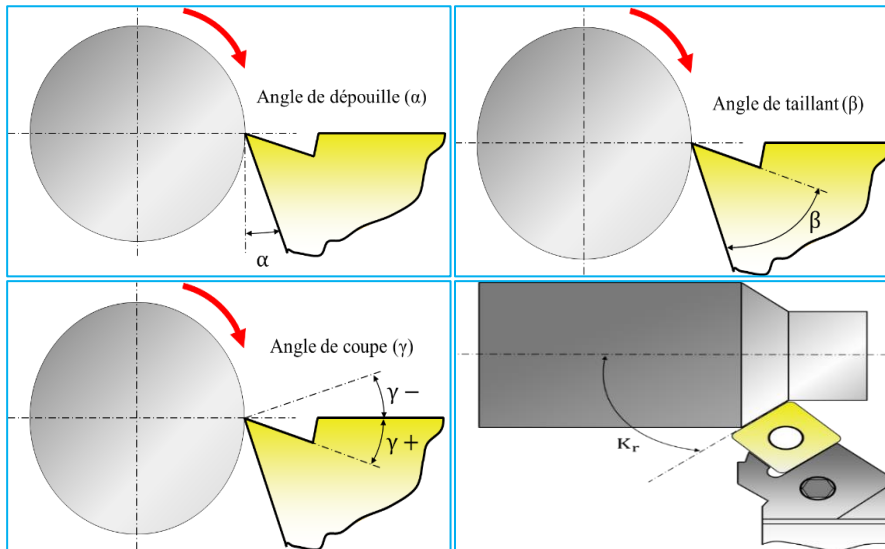 Angle de dépouille (α)
α
Angle de taillant (β)
β
Angle de coupe (γ)
γ −
γ +
κr